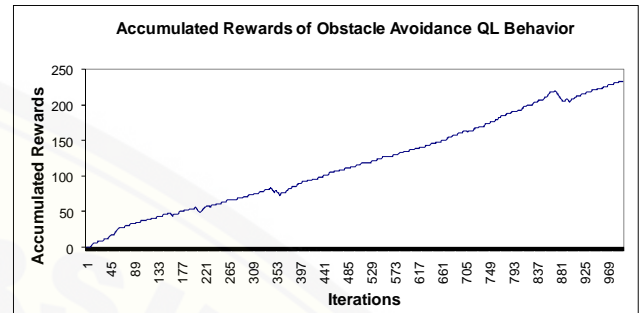 Accumulated Rewards of Obstacle Avoidance QL Behavior
Accumulated Rewards
250
200
150
100
50
0
1 45 89 133 177 221 265 309 353 397 441 485 529 573 617 661 705 749 793 837 881 925 969
Iterations